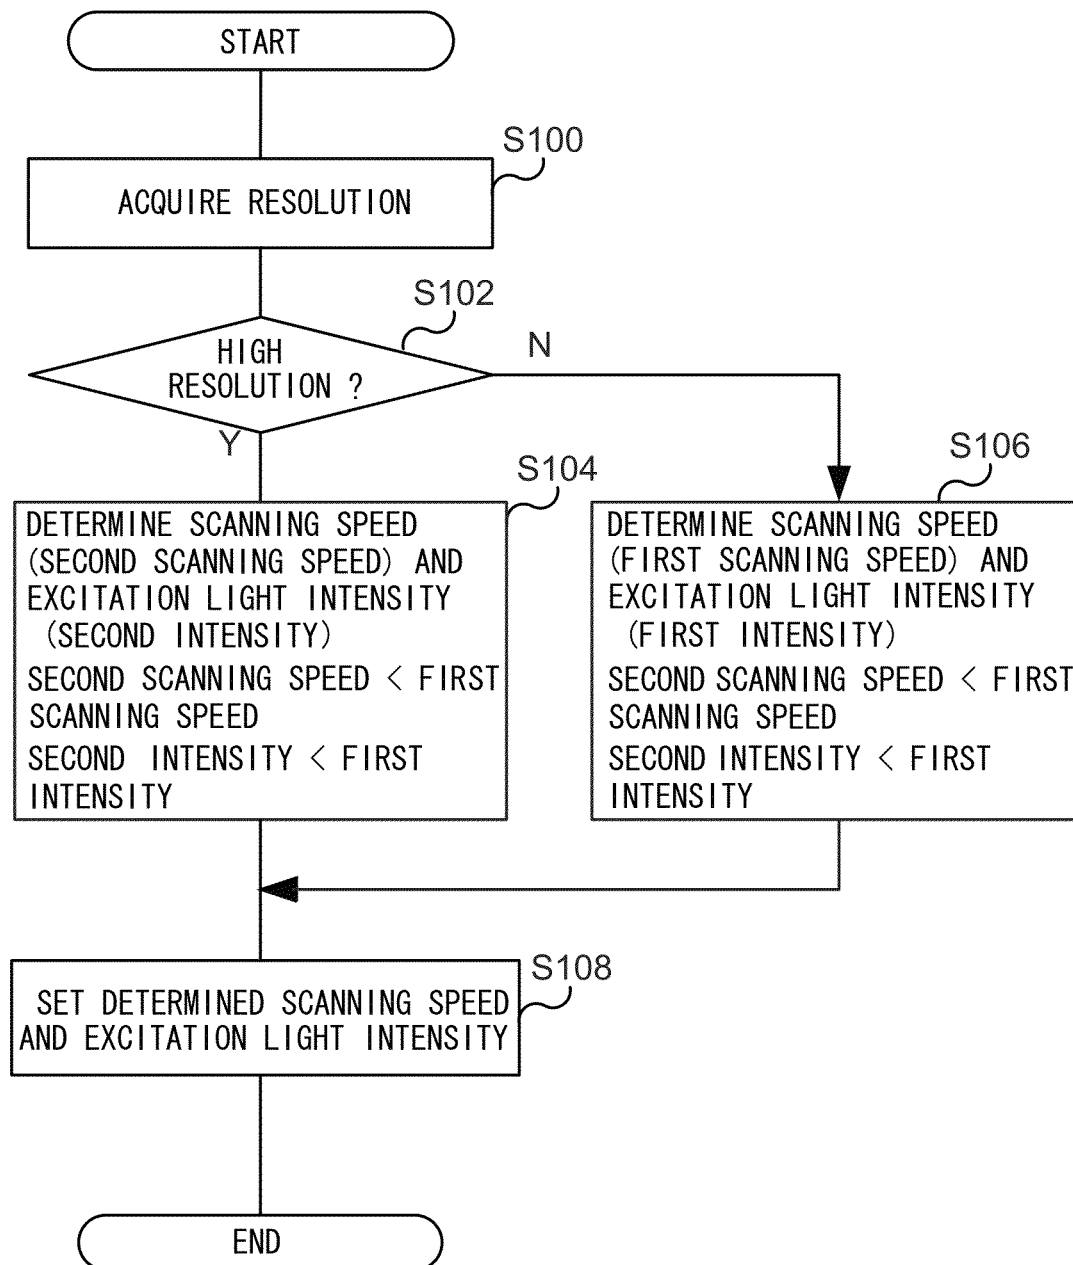 START
S100
ACQUIRE RESOLUTION
S102
HIGH
RESOLUTION ?
N
Y
S104
DETERMINE SCANNING SPEED
(SECOND SCANNING SPEED) AND
EXCITATION LIGHT INTENSITY
(SECOND INTENSITY)
SECOND SCANNING SPEED < FIRST
SCANNING SPEED
SECOND INTENSITY < FIRST
INTENSITY
S106
DETERMINE SCANNING SPEED
(FIRST SCANNING SPEED) AND
EXCITATION LIGHT INTENSITY
(FIRST INTENSITY)
SECOND SCANNING SPEED < FIRST
SCANNING SPEED
SECOND INTENSITY < FIRST
INTENSITY
S108
SET DETERMINED SCANNING SPEED
AND EXCITATION LIGHT INTENSITY
END